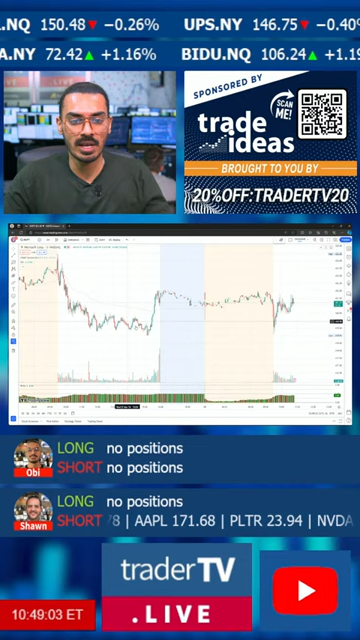 .NQ 150.48 ▼ −0.26% UPS.NY 146.75 ▼ −0.40%
A.NY 72.42 ▲ +1.16% BIDU.NQ 106.24 ▲ +1.19
SPONSORED BY
SCAN ME!
trade ideas
BROUGHT TO YOU BY
20%OFF:TRADERTV20
LONG no positions
SHORT no positions
Obi
LONG no positions
SHORT 78 | AAPL 171.68 | PLTR 23.94 | NVDA
Shawn
traderTV
.LIVE
10:49:03 ET